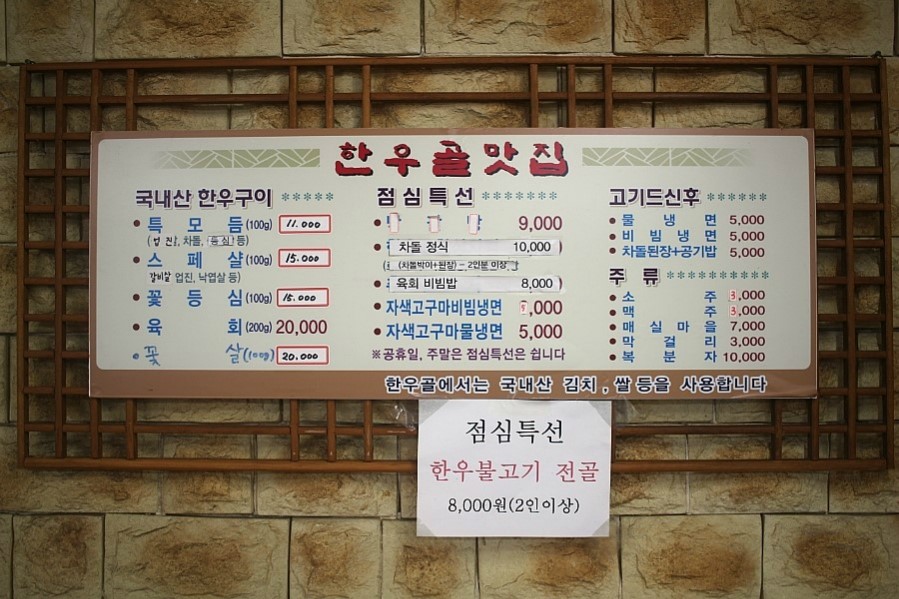 한우골맛집
국내산 한우구이 *****
특 모 듬 (100g) 11.000
차돌, 등심 등)
스 페 샬 (100g) 15.000
갈비살 업진, 낙엽살 등)
꽃 등 심 (100g) 15.000
육 회 (200g) 20,000
꽃 살 (100g) 20.000
점심특선 *******
9,000
차돌 정식 10,000
(차돌박이+된장) - 2인분 이상
육회 비빔밥 8,000
자색고구마비빔냉면 ,000
자색고구마물냉면 5,000
※공휴일, 주말은 점심특선은 쉽니다
고기드신후 *****
물 냉 면 5,000
비 빔 냉 면 5,000
차돌된장+공기밥 5,000
주 류 **********
소 주 3,000
맥 주 3,000
매 실 마 을 7,000
막 걸 리 3,000
복 분 자 10,000
한우골에서는 국내산 김치, 쌀 등을 사용합니다
점심특선
한우불고기 전골
8,000원(2인이상)